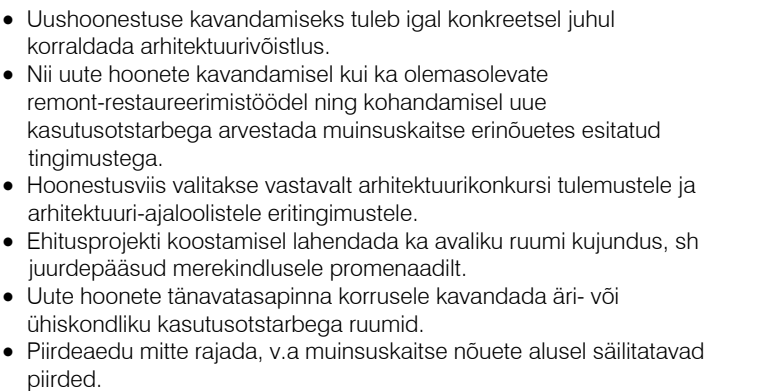 • Uushoonestuse kavandamiseks tuleb igal konkreetsel juhul
korraldada arhitektuurivõistlus.
• Nii uute hoonete kavandamisel kui ka olemasolevate
remont-restaureerimistöödel ning kohandamisel uue
kasutusotstarbega arvestada muinsuskaitse erinõuetes esitatud
tingimustega.
• Hoonestusviis valitakse vastavalt arhitektuurikonkursi tulemustele ja
arhitektuuri-ajaloolistele eritingimustele.
• Ehitusprojekti koostamisel lahendada ka avaliku ruumi kujundus, sh
juurdepääsud merekindlusele promenaadilt.
• Uute hoonete tänavatasapinna korrusele kavandada äri- või
ühiskondliku kasutusotstarbega ruumid.
• Piirdeaedu mitte rajada, v.a muinsuskaitse nõuete alusel säilitatavad
piirded.